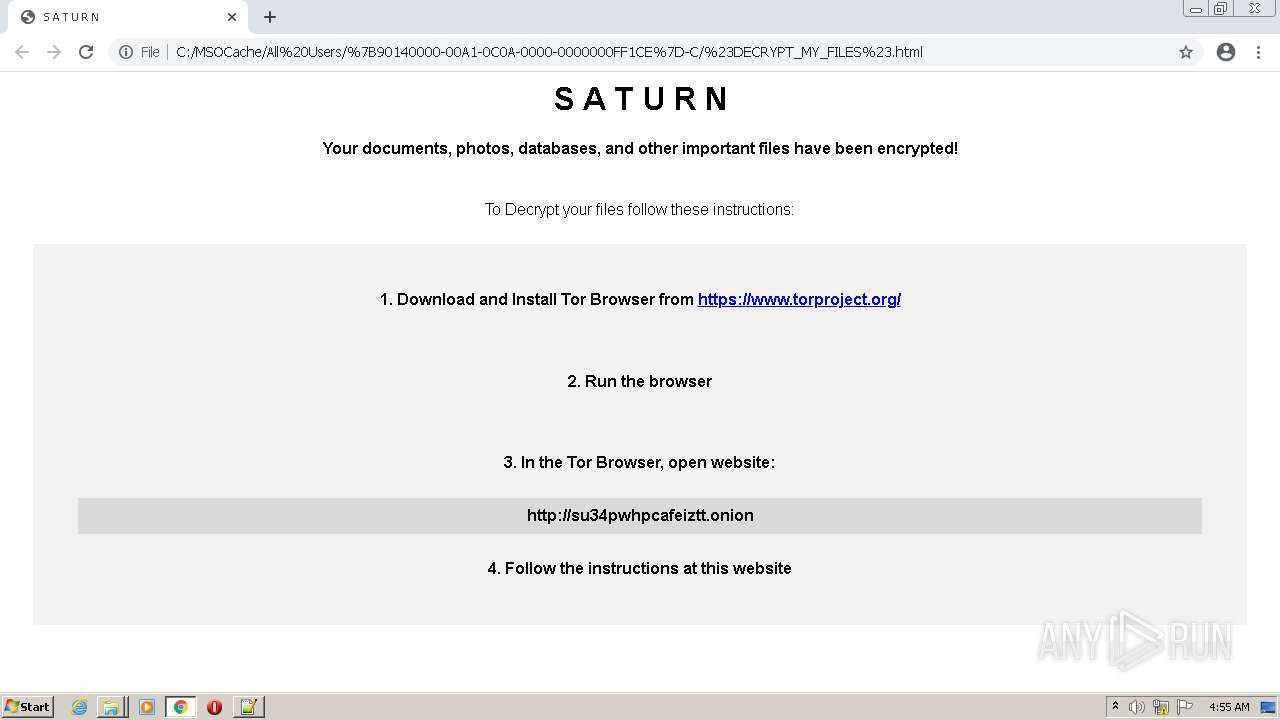 S A T U R N
File
C:/MSOCache/All%20Users/%7B90140000-00A1-0C0A-0000-0000000FF1CE%7D-C/%23DECRYPT_MY_FILES%23.html
S A T U R N
Your documents, photos, databases, and other important files have been encrypted!
To Decrypt your files follow these instructions:
1. Download and Install Tor Browser from https://www.torproject.org/
2. Run the browser
3. In the Tor Browser, open website:
http://su34pwhpcafeiztt.onion
4. Follow the instructions at this website
ANY RUN
Start
4:55 AM